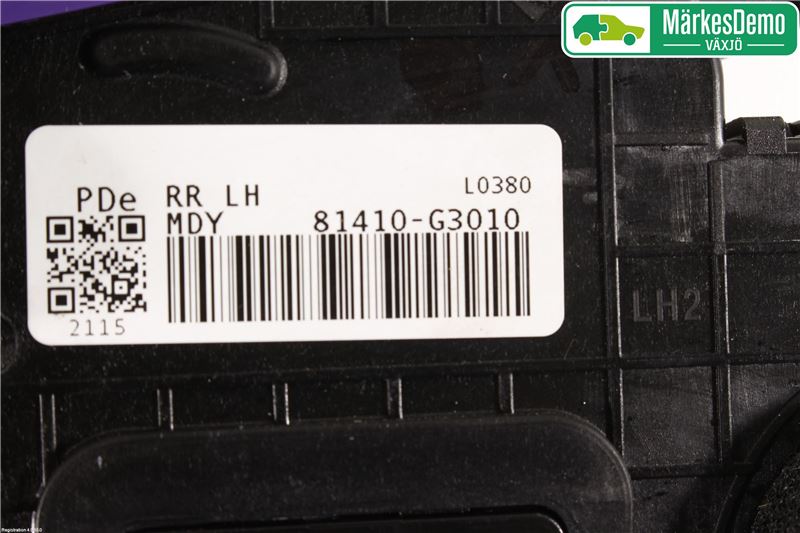 MärkesDemo
VÄXJÖ
PDe RR LH L0380
MDY 81410-G3010
2115
LH2